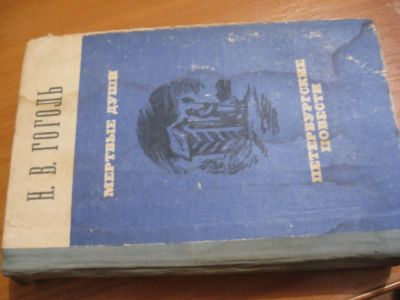 Н. В. ГОГОЛЬ
МЕРТВЫЕ ДУШИ
ПЕТЕРБУРГСКИЕ
ПОВЕСТИ